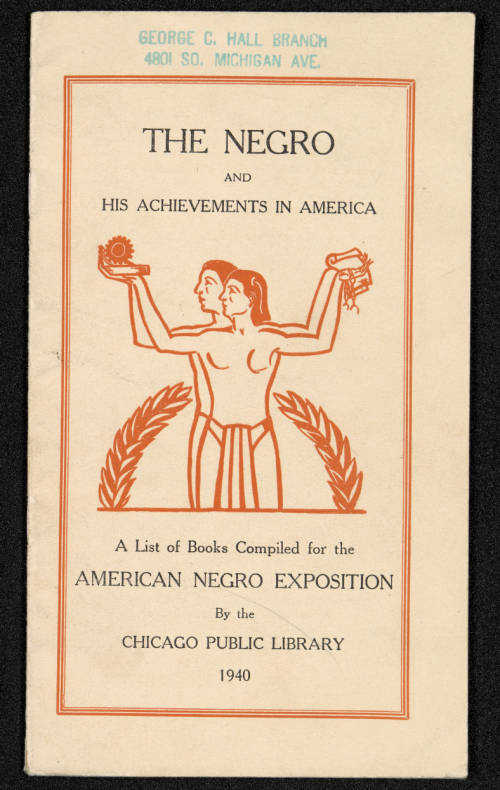 GEORGE C. HALL BRANCH
4801 SO. MICHIGAN AVE.
THE NEGRO
AND
HIS ACHIEVEMENTS IN AMERICA
A List of Books Compiled for the
AMERICAN NEGRO EXPOSITION
By the
CHICAGO PUBLIC LIBRARY
1940